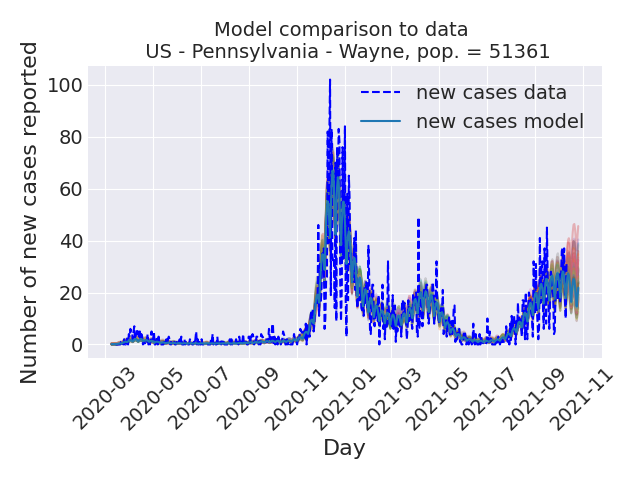 Model comparison to data
US - Pennsylvania - Wayne, pop. = 51361
Number of new cases reported
100
80
60
40
20
0
new cases data
new cases model
2020-03
2020-05
2020-07
2020-09
2020-11
2021-01
2021-03
2021-05
2021-07
2021-09
2021-11
Day